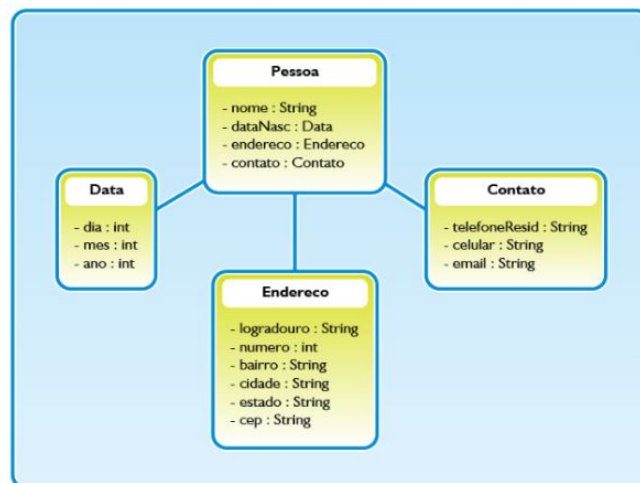 Pessoa
- nome : String
- dataNasc : Data
- endereco : Endereco
- contato : Contato
Data
- dia : int
- mes : int
- ano : int
Contato
- telefoneResid : String
- celular : String
- email : String
Endereco
- logradouro : String
- numero : int
- bairro : String
- cidade : String
- estado : String
- cep : String